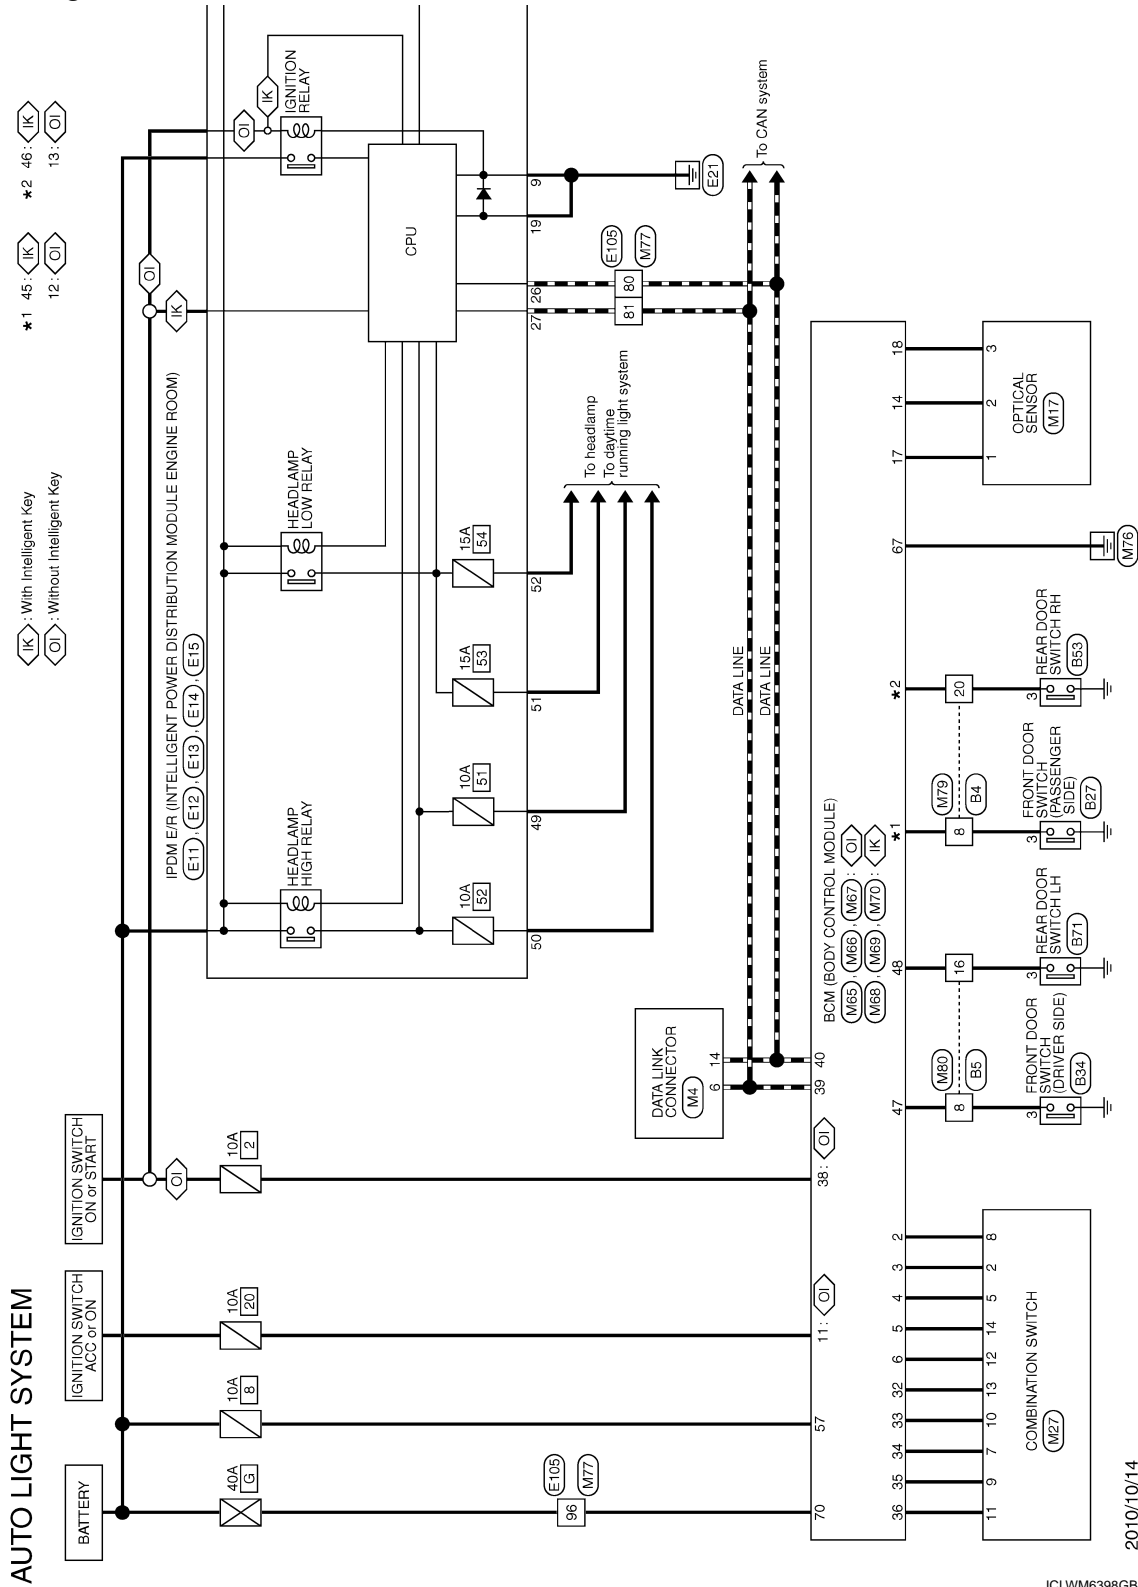 AUTO LIGHT SYSTEM
BATTERY
IGNITION SWITCH
ACC or ON
IGNITION SWITCH
ON or START
IK : With Intelligent Key
OI : Without Intelligent Key
*1 45 : IK
12 : OI
*2 46 : IK
13 : OI
40A
G
10A
8
10A
20
10A
2
OI
IK
OI
OI
IK
IPDM E/R (INTELLIGENT POWER DISTRIBUTION MODULE ENGINE ROOM)
E11 , E12 , E13 , E14 , E15
HEADLAMP
HIGH RELAY
HEADLAMP
LOW RELAY
IGNITION
RELAY
CPU
10A
52
10A
51
15A
53
15A
54
50
49
51
52
27
26
19
9
To headlamp
To daytime
running light system
E105
M77
81
80
E21
To CAN system
E105
M77
96
DATA LINK
CONNECTOR
M4
6
14
DATA LINE
DATA LINE
70
57
11 : OI
38 : OI
39
40
BCM (BODY CONTROL MODULE)
M65 , M66 , M67 : OI
M68 , M69 , M70 : IK
36
35
34
33
32
6
5
4
3
2
47
48
*1
*2
67
17
14
18
11
9
7
10
13
12
14
5
2
8
COMBINATION SWITCH
M27
M80
B5
8
16
3
FRONT DOOR
SWITCH
(DRIVER SIDE)
B34
3
REAR DOOR
SWITCH LH
B71
M79
B4
8
20
3
FRONT DOOR
SWITCH
(PASSENGER
SIDE)
B27
3
REAR DOOR
SWITCH RH
B53
M76
1
2
3
OPTICAL
SENSOR
M17
2010/10/14